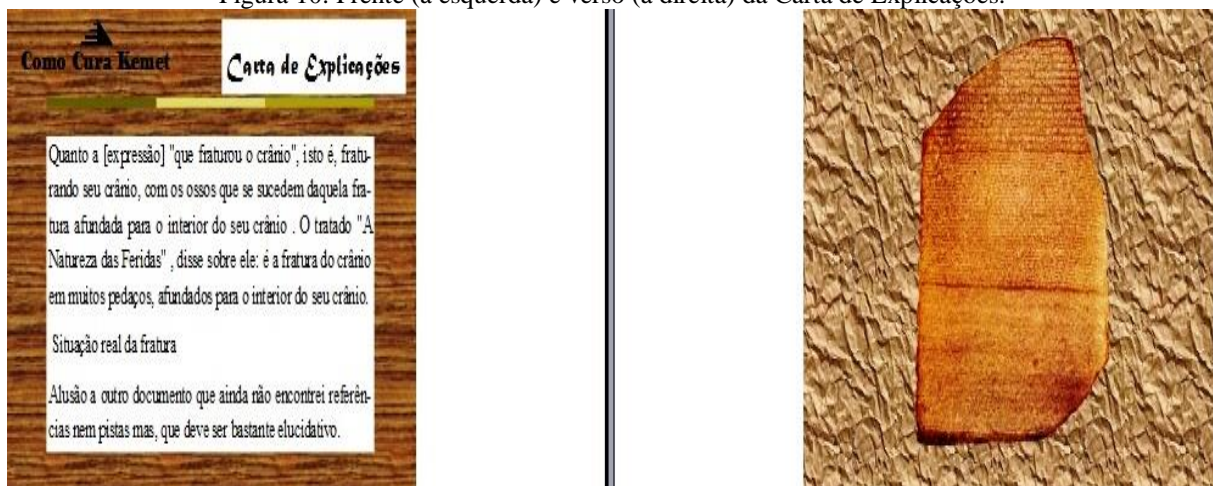 Figura 10: Frente (à esquerda) e verso (à direita) da Carta de Explicações.
Como Cura Kemet
Carta de Explicações
Quanto a [expressão] "que fraturou o crânio", isto é, fratu-
rando seu crânio, com os ossos que se sucedem daquela fra-
tura afundada para o interior do seu crânio . O tratado "A
Natureza das Feridas" , disse sobre ele: é a fratura do crânio
em muitos pedaços, afundados para o interior do seu crânio.
Situação real da fratura
Alusão a outro documento que ainda não encontrei referên-
cias nem pistas mas, que deve ser bastante elucidativo.